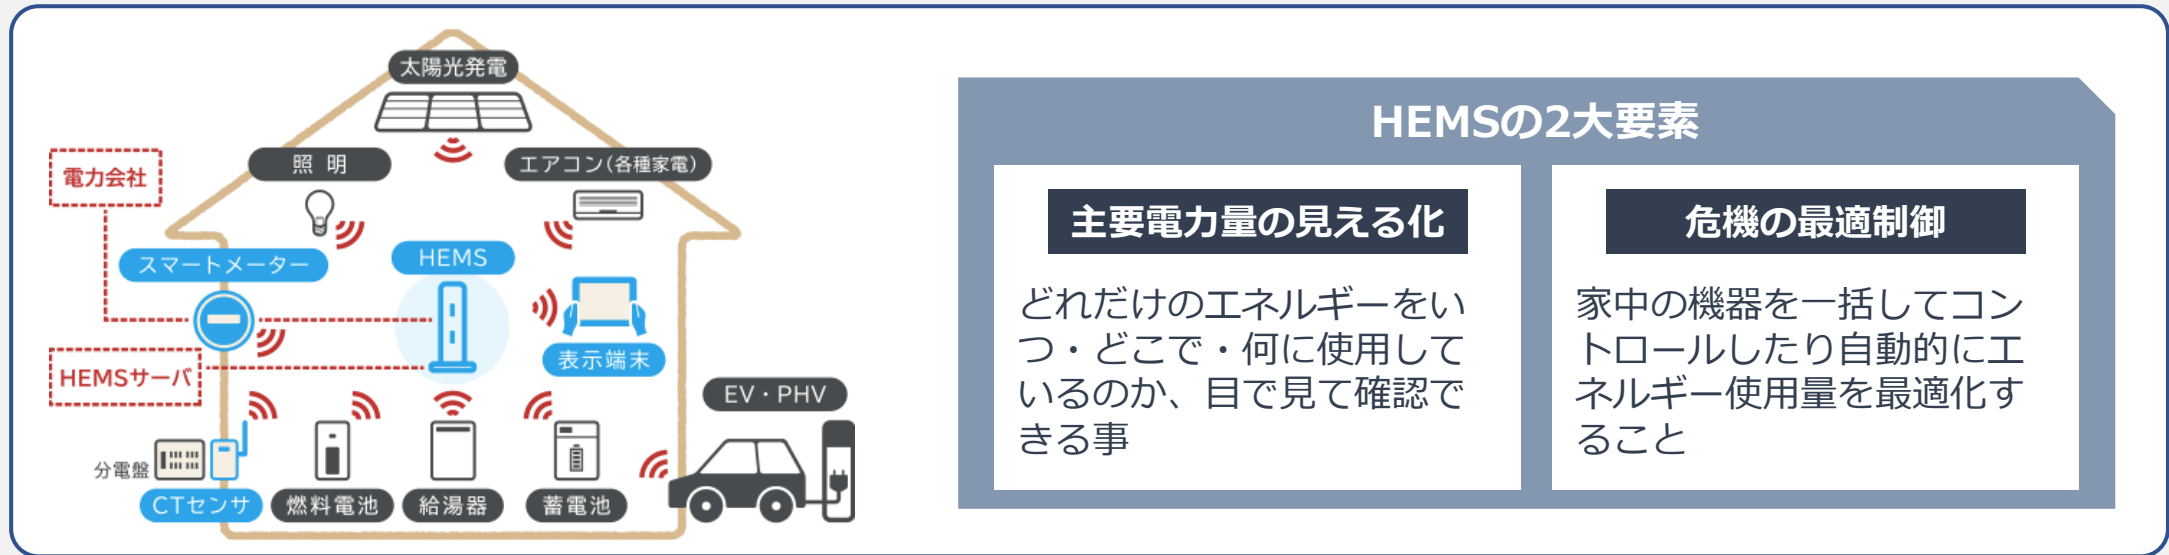 太陽光発電
照 明
エアコン(各種家電)
電力会社
スマートメーター
HEMS
表示端末
HEMSサーバ
EV・PHV
分電盤
CTセンサ
燃料電池
給湯器
蓄電池
HEMSの2大要素
主要電力量の見える化
どれだけのエネルギーをい
つ・どこで・何に使用して
いるのか、目で見て確認で
きる事
危機の最適制御
家中の機器を一括してコン
トロールしたり自動的にエ
ネルギー使用量を最適化す
ること